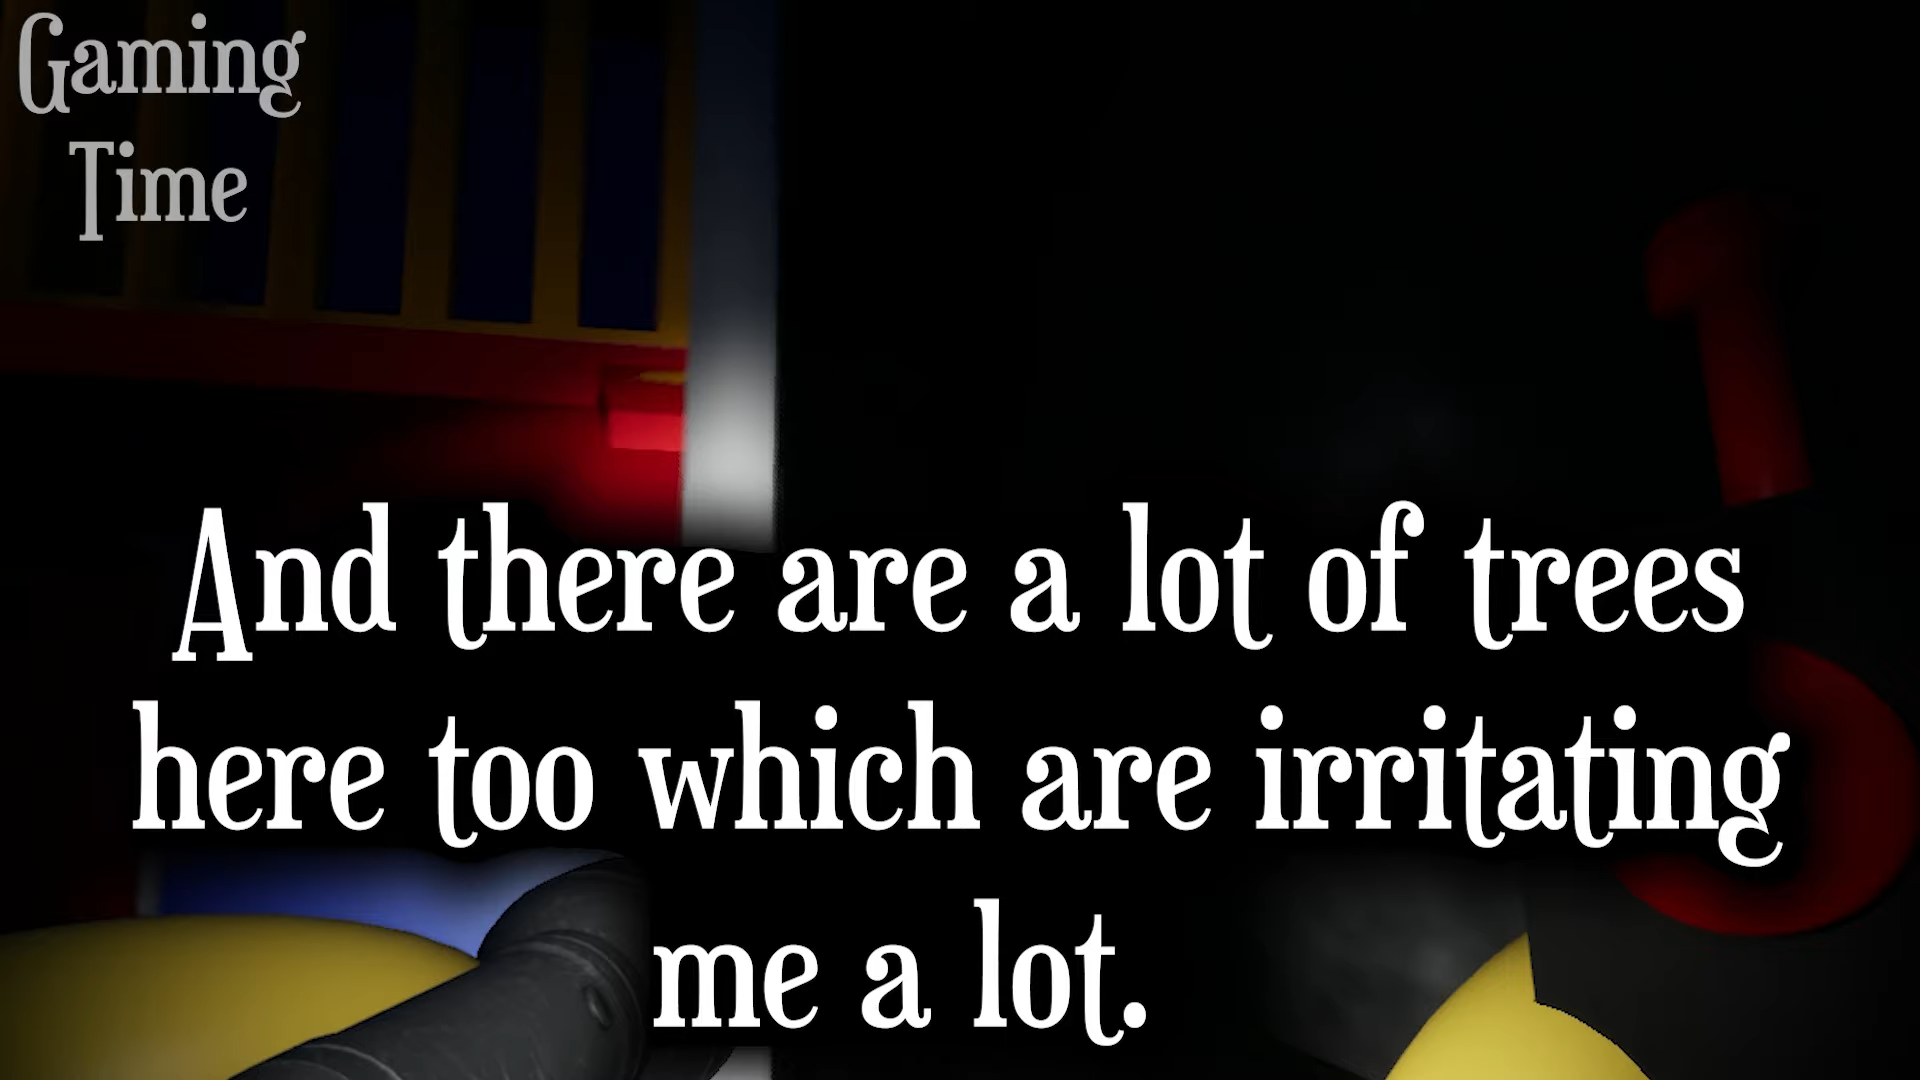 Gaming
Time
And there are a lot of trees
here too which are irritating
me a lot.